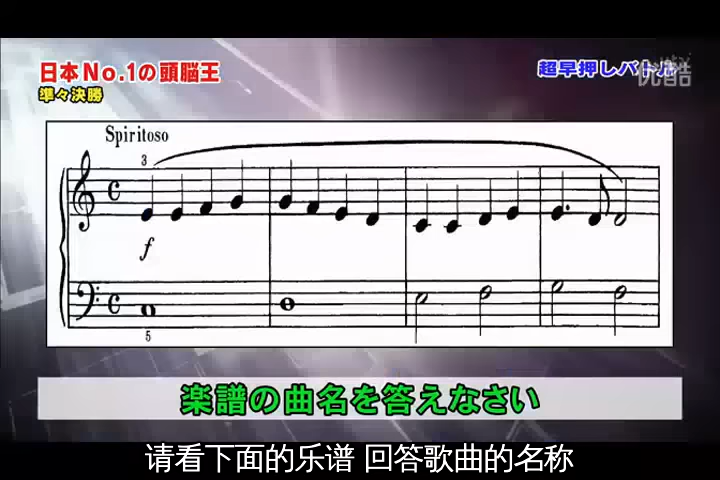 日本No.1の頭脳王
超早押しバトル
優酷
準々決勝
Spiritoso
3
f
5
楽譜の曲名を答えなさい
请看下面的乐谱 回答歌曲的名称